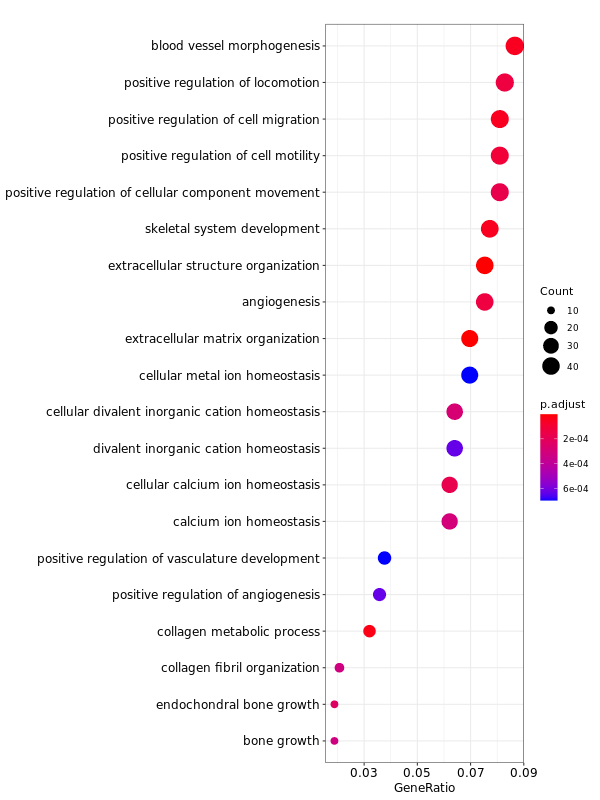 blood vessel morphogenesis
positive regulation of locomotion
positive regulation of cell migration
positive regulation of cell motility
positive regulation of cellular component movement
skeletal system development
extracellular structure organization
angiogenesis
extracellular matrix organization
cellular metal ion homeostasis
cellular divalent inorganic cation homeostasis
divalent inorganic cation homeostasis
cellular calcium ion homeostasis
calcium ion homeostasis
positive regulation of vasculature development
positive regulation of angiogenesis
collagen metabolic process
collagen fibril organization
endochondral bone growth
bone growth
0.03 0.05 0.07 0.09
GeneRatio
Count
10
20
30
40
p.adjust
2e-04
4e-04
6e-04